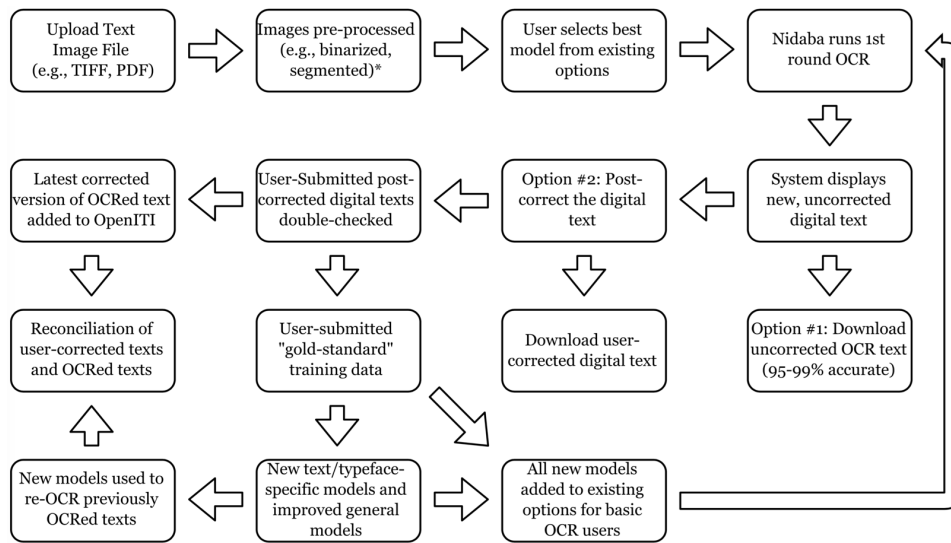 Upload Text
Image File
(e.g., TIFF, PDF)
Images pre-processed
(e.g., binarized,
segmented)*
User selects best
model from existing
options
Nidaba runs 1st
round OCR
Latest corrected
version of OCRed text
added to OpenITI
User-Submitted post-
corrected digital texts
double-checked
Option #2: Post-
correct the digital
text
System displays
new, uncorrected
digital text
Reconciliation of
user-corrected texts
and OCRed texts
User-submitted
"gold-standard"
training data
Download user-
corrected digital text
Option #1: Download
uncorrected OCR text
(95-99% accurate)
New models used to
re-OCR previously
OCRed texts
New text/typeface-
specific models and
improved general
models
All new models
added to existing
options for basic
OCR users